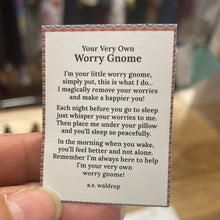 Your Very Own
Worry Gnome
I'm your little worry gnome,
simply put, this is what I do...
I magically remove your worries
and make a happier you!
Each night before you go to sleep
just whisper your worries to me.
Then place me under your pillow
and you'll sleep so peacefully.
In the morning when you wake,
you'll feel better and not alone.
Remember I'm always here to help
I'm your very own
worry gnome!
a.s. waldrop